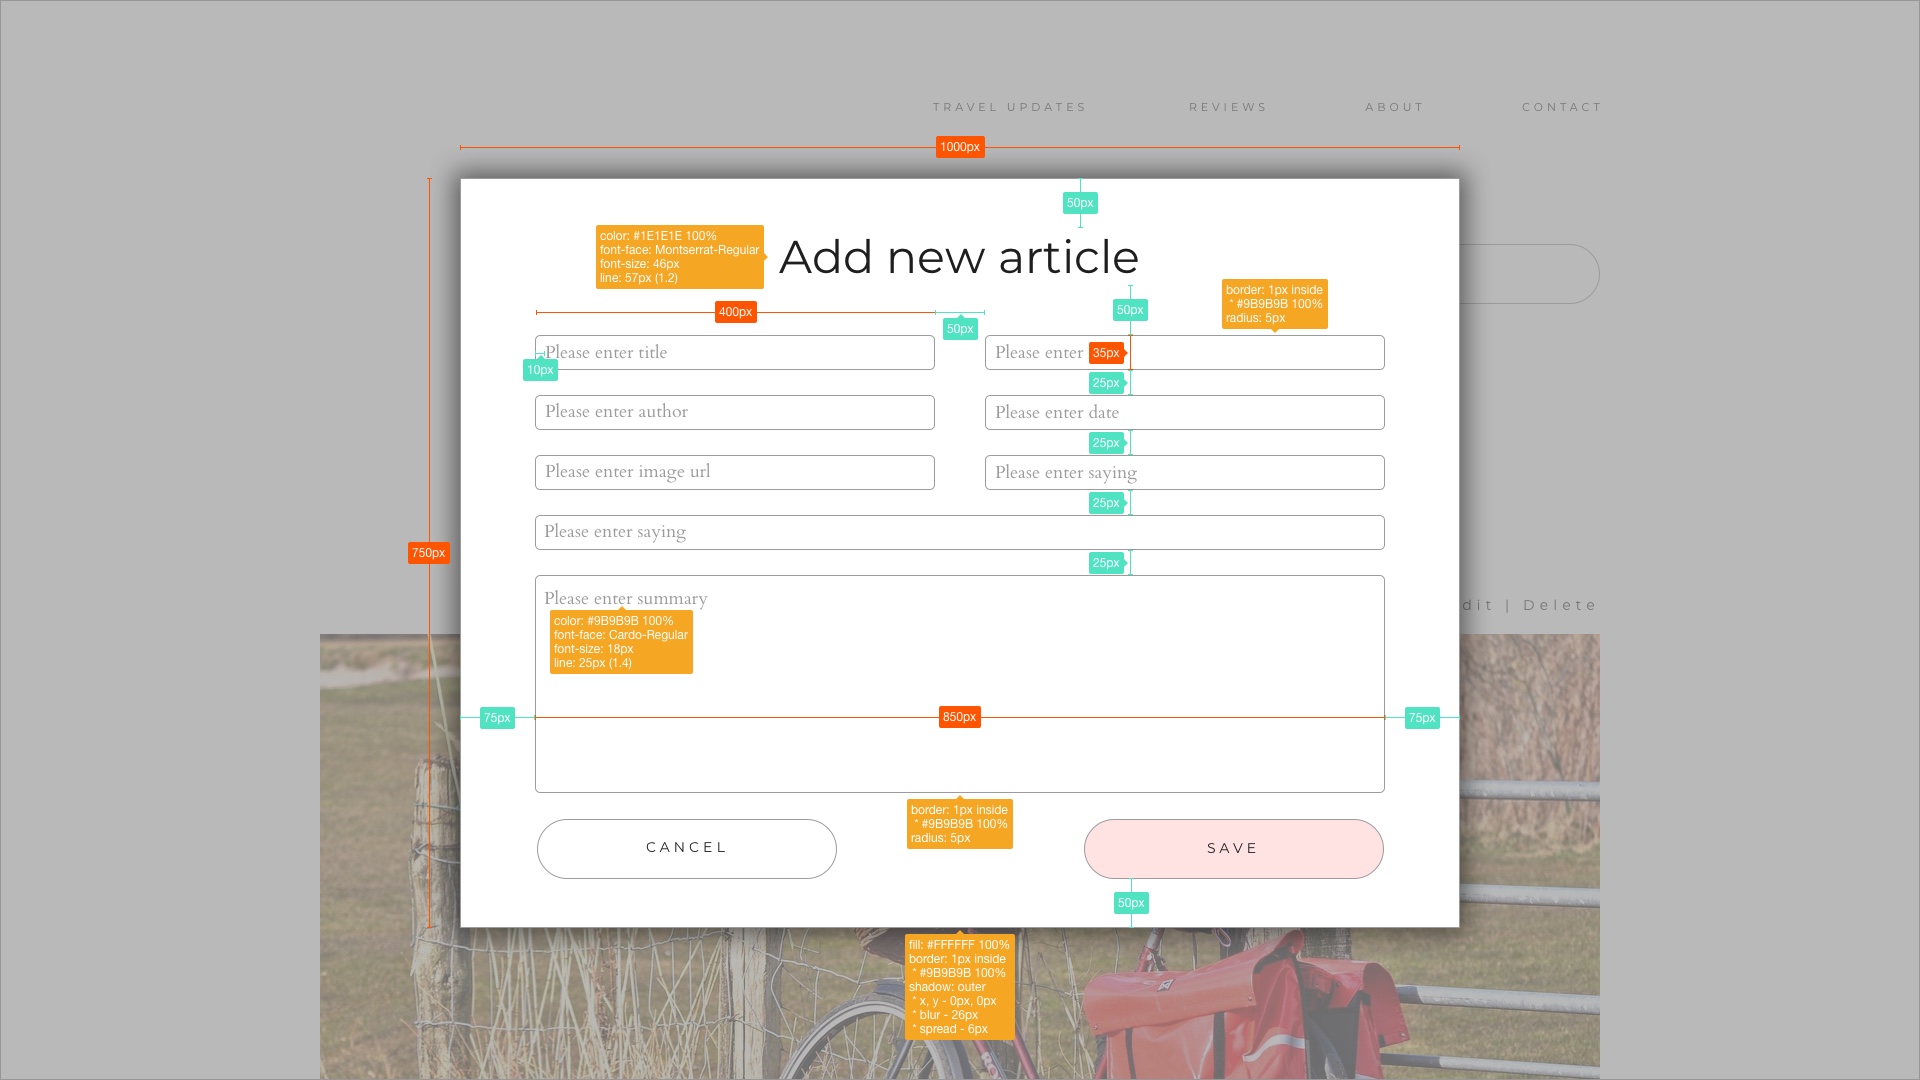 TRAVEL UPDATES REVIEWS ABOUT CONTACT
1000px
50px
color: #1E1E1E 100%
font-face: Montserrat-Regular
font-size: 46px
line: 57px (1.2)
Add new article
border: 1px inside
* #9B9B9B 100%
radius: 5px
400px
50px
50px
Please enter title
10px
Please enter
35px
25px
Please enter author
Please enter date
25px
Please enter image url
Please enter saying
25px
Please enter saying
750px
25px
Please enter summary
color: #9B9B9B 100%
font-face: Cardo-Regular
font-size: 18px
line: 25px (1.4)
dit | Delete
75px
850px
75px
border: 1px inside
* #9B9B9B 100%
radius: 5px
CANCEL
SAVE
50px
fill: #FFFFFF 100%
border: 1px inside
* #9B9B9B 100%
shadow: outer
* x, y - 0px, 0px
* blur - 26px
* spread - 6px